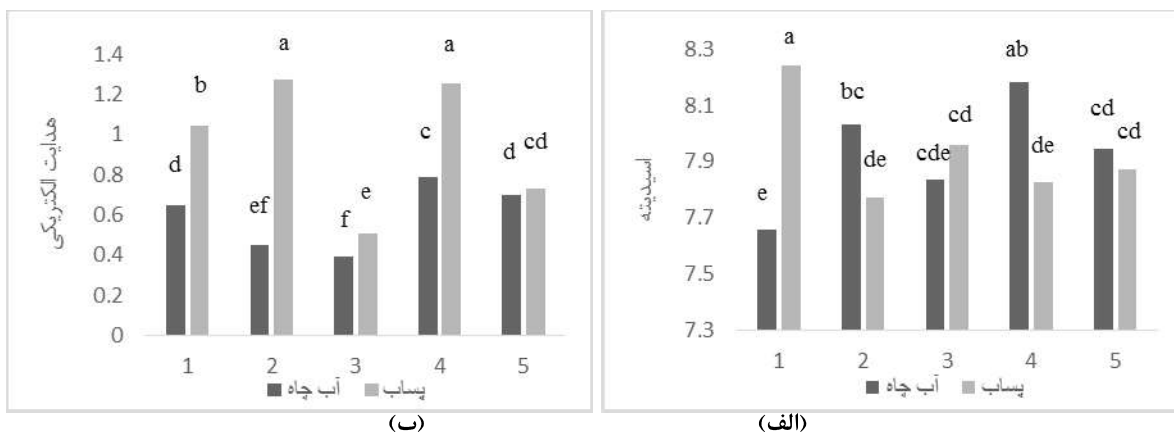 هدایت الکتریکی
1.4
1.2
1
0.8
0.6
0.4
0.2
0
d b
ef a
f e
c a
d cd
1 2 3 4 5
آب چاه پساب
(ب)
اسیدیته
8.3
8.1
7.9
7.7
7.5
7.3
e a
bc de
cde cd
ab de
cd cd
1 2 3 4 5
آب چاه پساب
(الف)